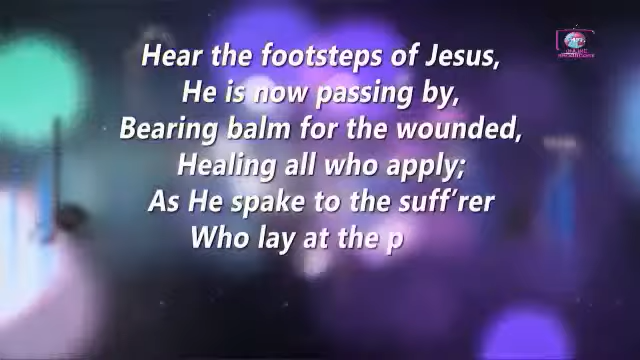 Hear the footsteps of Jesus,
He is now passing by,
Bearing balm for the wounded,
Healing all who apply;
As He spake to the suff’rer
Who lay at the p